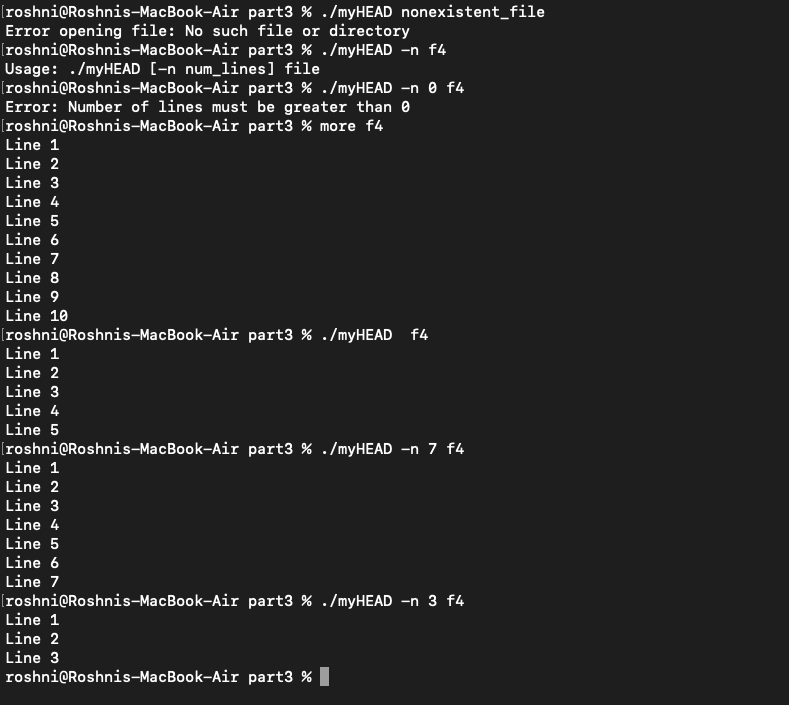 [roshni@Roshnis-MacBook-Air part3 % ./myHEAD nonexistent_file
Error opening file: No such file or directory
[roshni@Roshnis-MacBook-Air part3 % ./myHEAD -n f4
Usage: ./myHEAD [-n num_lines] file
[roshni@Roshnis-MacBook-Air part3 % ./myHEAD -n 0 f4
Error: Number of lines must be greater than 0
[roshni@Roshnis-MacBook-Air part3 % more f4
Line 1
Line 2
Line 3
Line 4
Line 5
Line 6
Line 7
Line 8
Line 9
Line 10
[roshni@Roshnis-MacBook-Air part3 % ./myHEAD  f4
Line 1
Line 2
Line 3
Line 4
Line 5
[roshni@Roshnis-MacBook-Air part3 % ./myHEAD -n 7 f4
Line 1
Line 2
Line 3
Line 4
Line 5
Line 6
Line 7
[roshni@Roshnis-MacBook-Air part3 % ./myHEAD -n 3 f4
Line 1
Line 2
Line 3
roshni@Roshnis-MacBook-Air part3 %